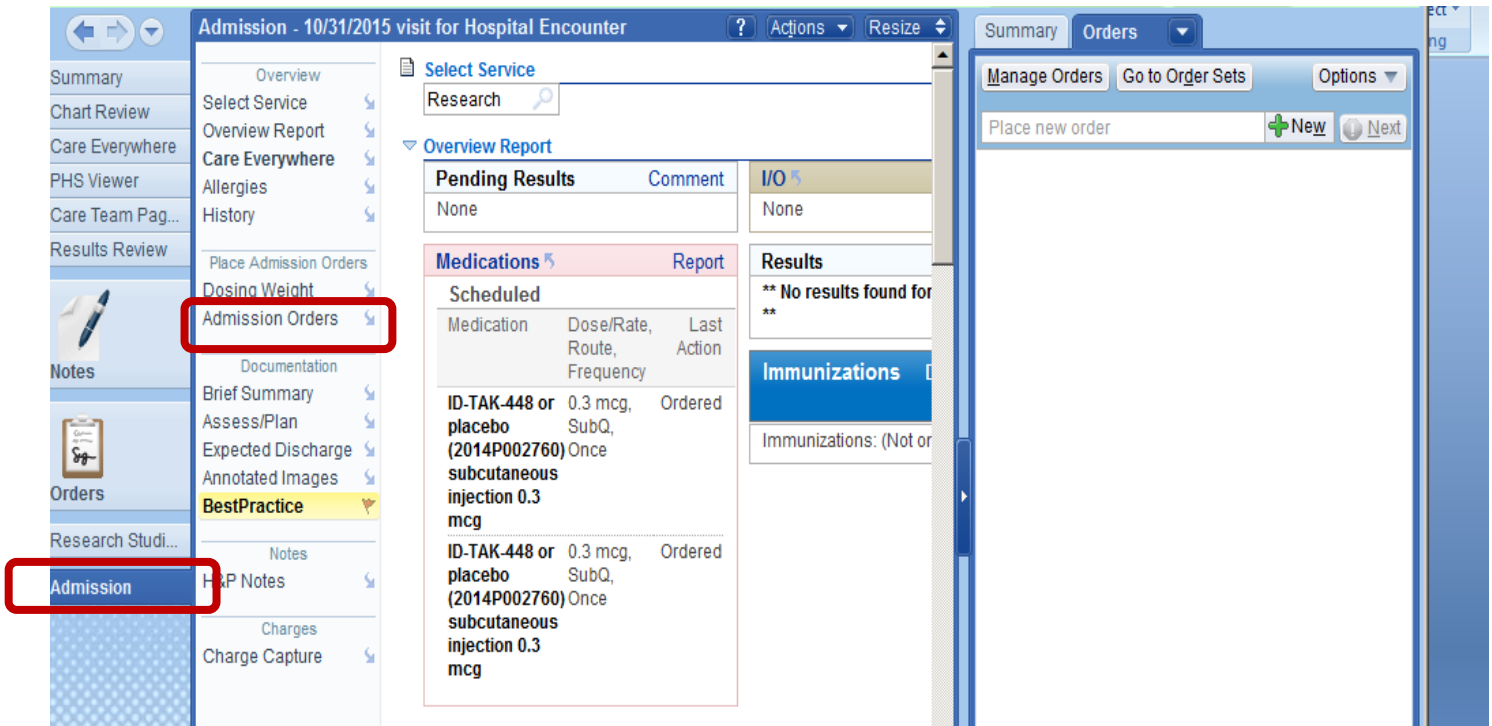 Summary
Chart Review
Care Everywhere
PHS Viewer
Care Team Pag...
Results Review
Notes
Orders
Research Studi...
Admission
Admission - 10/31/2015 visit for Hospital Encounter
? Actions Resize
Overview
Select Service
Overview Report
Care Everywhere
Allergies
History
Place Admission Orders
Dosing Weight
Admission Orders
Documentation
Brief Summary
Assess/Plan
Expected Discharge
Annotated Images
BestPractice
Notes
H&P Notes
Charges
Charge Capture
Select Service
Research
Overview Report
Pending Results Comment
None
Medications Report
Scheduled
Medication Dose/Rate, Last
Route, Action
Frequency
ID-TAK-448 or 0.3 mcg, Ordered
placebo SubQ,
(2014P002760) Once
subcutaneous
injection 0.3
mcg
ID-TAK-448 or 0.3 mcg, Ordered
placebo SubQ,
(2014P002760) Once
subcutaneous
injection 0.3
mcg
I/O
None
Results
** No results found for
**
Immunizations
Immunizations: (Not or
Summary Orders
Manage Orders Go to Order Sets Options
Place new order New Next
ect
ng